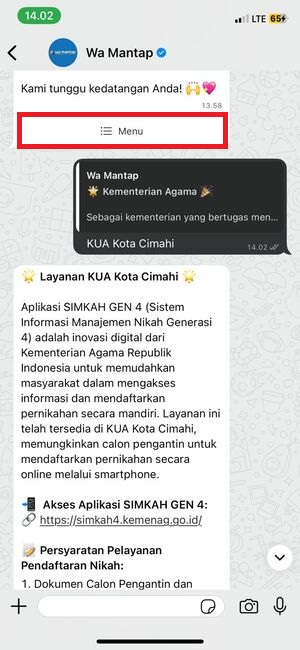 14.02
LTE 65
Wa Mantap
Kami tunggu kedatangan Anda! 🙌💖
13.58
Menu
Wa Mantap
🌟 Kementerian Agama 🎉
Sebagai kementerian yang bertugas men...
KUA Kota Cimahi
14.02
🌟 Layanan KUA Kota Cimahi 🌟
Aplikasi SIMKAH GEN 4 (Sistem
Informasi Manajemen Nikah Generasi
4) adalah inovasi digital dari
Kementerian Agama Republik
Indonesia untuk memudahkan
masyarakat dalam mengakses
informasi dan mendaftarkan
pernikahan secara mandiri. Layanan ini
telah tersedia di KUA Kota Cimahi,
memungkinkan calon pengantin untuk
mendaftarkan pernikahan secara
online melalui smartphone.
📲 Akses Aplikasi SIMKAH GEN 4:
🔗 https://simkah4.kemenag.go.id/
📝 Persyaratan Pelayanan
Pendaftaran Nikah:
1. Dokumen Calon Pengantin dan